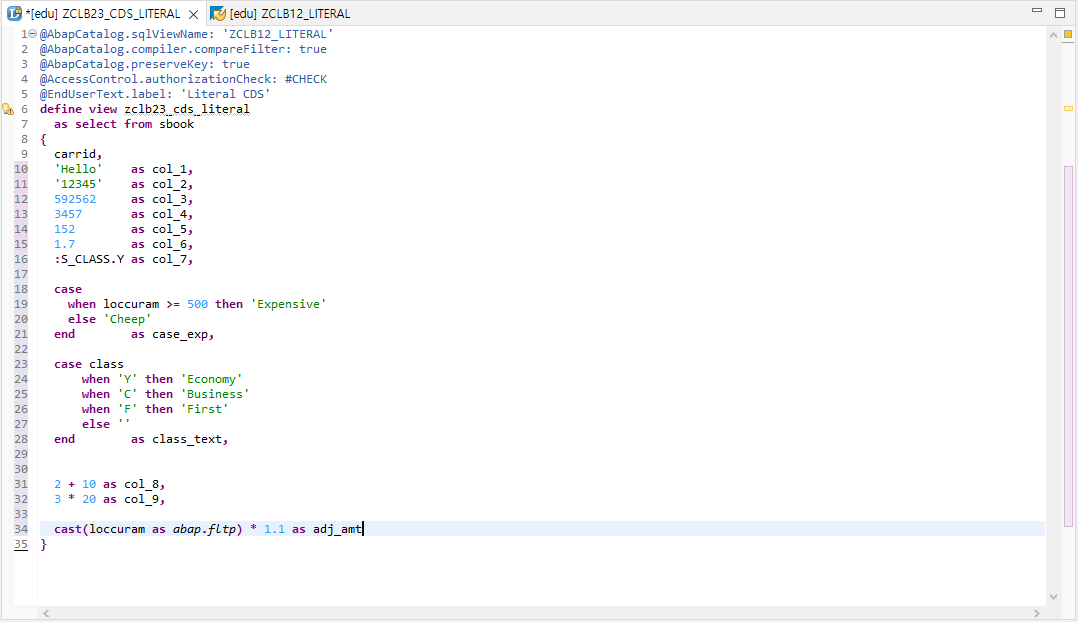 *[edu] ZCLB23_CDS_LITERAL [edu] ZCLB12_LITERAL
1 @AbapCatalog.sqlViewName: 'ZCLB12_LITERAL'
2 @AbapCatalog.compiler.compareFilter: true
3 @AbapCatalog.preserveKey: true
4 @AccessControl.authorizationCheck: #CHECK
5 @EndUserText.label: 'Literal CDS'
6 define view zclb23_cds_literal
7   as select from sbook
8 {
9   carrid,
10   'Hello'    as col_1,
11   '12345'    as col_2,
12   592562     as col_3,
13   3457       as col_4,
14   152        as col_5,
15   1.7        as col_6,
16   :S_CLASS.Y as col_7,
17
18   case
19     when loccuram >= 500 then 'Expensive'
20     else 'Cheep'
21   end        as case_exp,
22
23   case class
24       when 'Y' then 'Economy'
25       when 'C' then 'Business'
26       when 'F' then 'First'
27       else ''
28   end        as class_text,
29
30
31   2 + 10 as col_8,
32   3 * 20 as col_9,
33
34   cast(loccuram as abap.fltp) * 1.1 as adj_amt
35 }